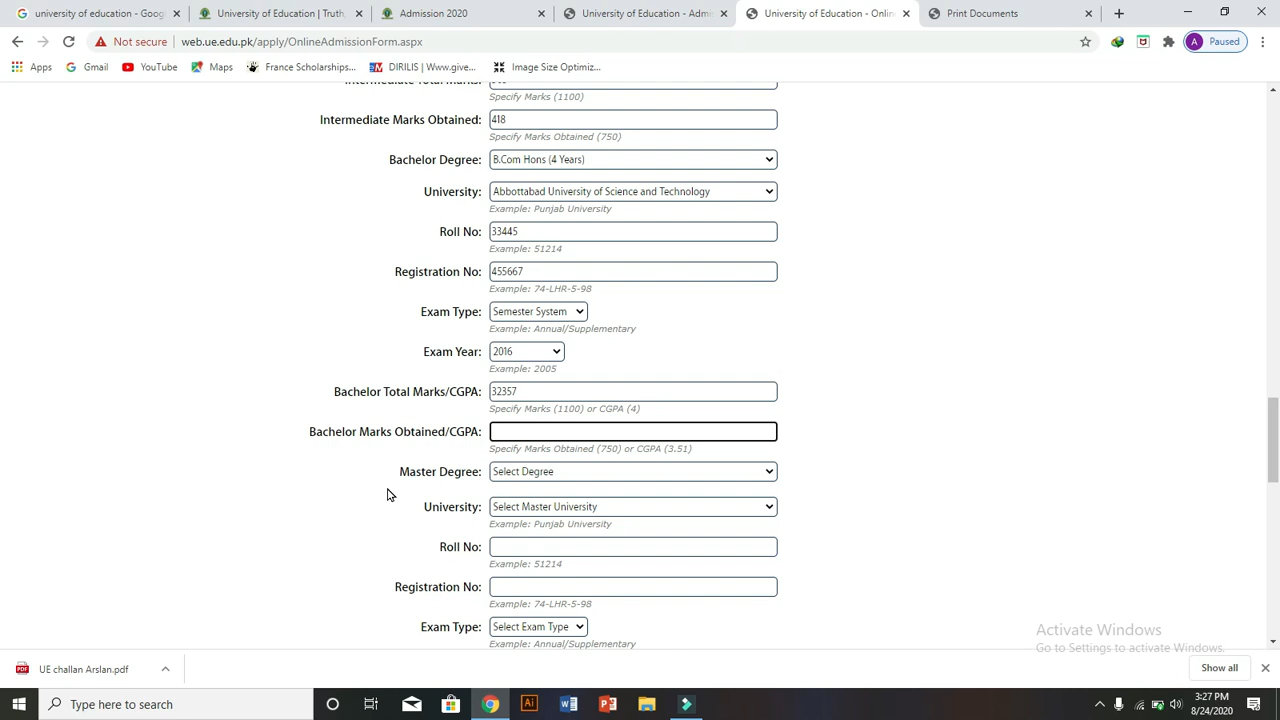 university of education - Goog
University of Education | Truth,
Admission 2020
University of Education - Admis
University of Education - Onlin
Print Documents
Not secure
web.ue.edu.pk/apply/OnlineAdmissionForm.aspx
A
Paused
Apps
Gmail
YouTube
Maps
France Scholarships...
DIRILIS | Www.give...
Image Size Optimiz...
Intermediate Total Marks:
Specify Marks (1100)
Intermediate Marks Obtained:
418
Specify Marks Obtained (750)
Bachelor Degree:
B.Com Hons (4 Years)
University:
Abbottabad University of Science and Technology
Example: Punjab University
Roll No:
33445
Example: 51214
Registration No:
455667
Example: 74-LHR-5-98
Exam Type:
Semester System
Example: Annual/Supplementary
Exam Year:
2016
Example: 2005
Bachelor Total Marks/CGPA:
32357
Specify Marks (1100) or CGPA (4)
Bachelor Marks Obtained/CGPA:
Specify Marks Obtained (750) or CGPA (3.51)
Master Degree:
Select Degree
University:
Select Master University
Example: Punjab University
Roll No:
Example: 51214
Registration No:
Example: 74-LHR-5-98
Exam Type:
Select Exam Type
Example: Annual/Supplementary
Activate Windows
Go to Settings to activate Windows.
UE challan Arslan.pdf
Show all
Type here to search
3:27 PM
8/24/2020